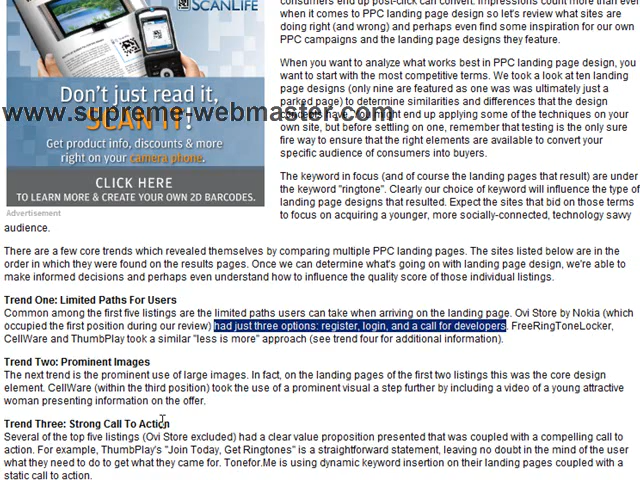 SCANLIFE
Don't just read it,
SCAN IT!
Get product info, discounts & more
right on your camera phone.
CLICK HERE
TO LEARN MORE & CREATE YOUR OWN 2D BARCODES.
Advertisement
www.supreme-webmaster.com
consumers end up post-click can convert. Impressions count more than ever
when it comes to PPC landing page design so let's review what sites are
doing right (and wrong) and perhaps even find some inspiration for our own
PPC campaigns and the landing page designs they feature.
When you want to analyze what works best in PPC landing page design, you
want to start with the most competitive terms. We took a look at ten landing
page designs (only nine are featured as one was was ultimately just a
parked page) to determine similarities and differences that the design
concepts have. You might end up applying some of the techniques on your
own site, but before settling on one, remember that testing is the only sure
fire way to ensure that the right elements are available to convert your
specific audience of consumers into buyers.
The keyword in focus (and of course the landing pages that result) are under
the keyword "ringtone". Clearly our choice of keyword will influence the type of
landing page designs that resulted. Expect the sites that bid on those terms
to focus on acquiring a younger, more socially-connected, technology savvy
audience.
There are a few core trends which revealed themselves by comparing multiple PPC landing pages. The sites listed below are in the
order in which they were found on the results pages. Once we can determine what's going on with landing page design, we're able to
make informed decisions and perhaps even understand how to influence the quality score of those individual listings.
Trend One: Limited Paths For Users
Common among the first five listings are the limited paths users can take when arriving on the landing page. Ovi Store by Nokia (which
occupied the first position during our review) had just three options: register, login, and a call for developers. FreeRingToneLocker,
CellWare and ThumbPlay took a similar "less is more" approach (see trend four for additional information).
Trend Two: Prominent Images
The next trend is the prominent use of large images. In fact, on the landing pages of the first two listings this was the core design
element. CellWare (within the third position) took the use of a prominent visual a step further by including a video of a young attractive
woman presenting information on the offer.
Trend Three: Strong Call To Action
Several of the top five listings (Ovi Store excluded) had a clear value proposition presented that was coupled with a compelling call to
action. For example, ThumbPlay's "Join Today, Get Ringtones" is a straightforward statement, leaving no doubt in the mind of the user
what they need to do to get what they came for. Tonefor.Me is using dynamic keyword insertion on their landing pages coupled with a
static call to action.